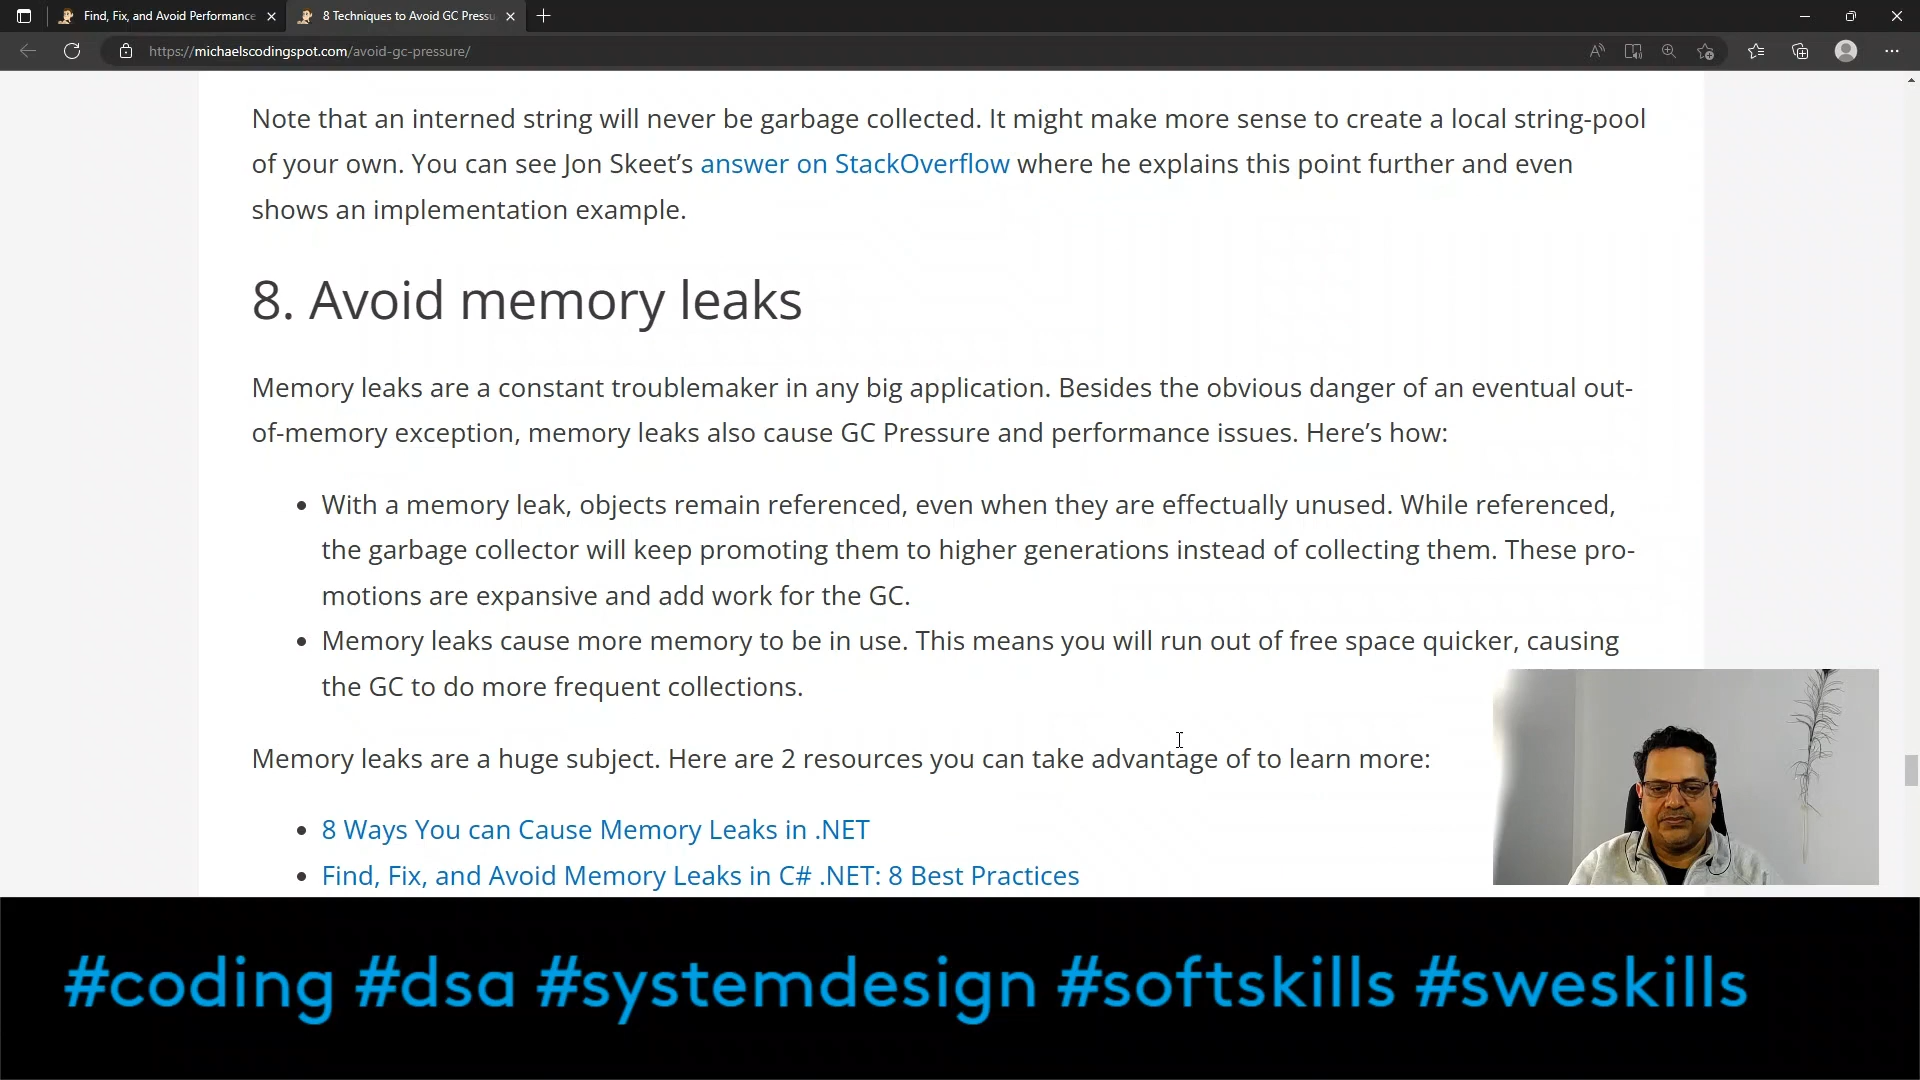 Find, Fix, and Avoid Performance
8 Techniques to Avoid GC Pressu
https://michaelscodingspot.com/avoid-gc-pressure/
Note that an interned string will never be garbage collected. It might make more sense to create a local string-pool
of your own. You can see Jon Skeet’s answer on StackOverflow where he explains this point further and even
shows an implementation example.
8. Avoid memory leaks
Memory leaks are a constant troublemaker in any big application. Besides the obvious danger of an eventual out-
of-memory exception, memory leaks also cause GC Pressure and performance issues. Here’s how:
• With a memory leak, objects remain referenced, even when they are effectually unused. While referenced,
the garbage collector will keep promoting them to higher generations instead of collecting them. These pro-
motions are expansive and add work for the GC.
• Memory leaks cause more memory to be in use. This means you will run out of free space quicker, causing
the GC to do more frequent collections.
Memory leaks are a huge subject. Here are 2 resources you can take advantage of to learn more:
• 8 Ways You can Cause Memory Leaks in .NET
• Find, Fix, and Avoid Memory Leaks in C# .NET: 8 Best Practices
#coding #dsa #systemdesign #softskills #sweskills